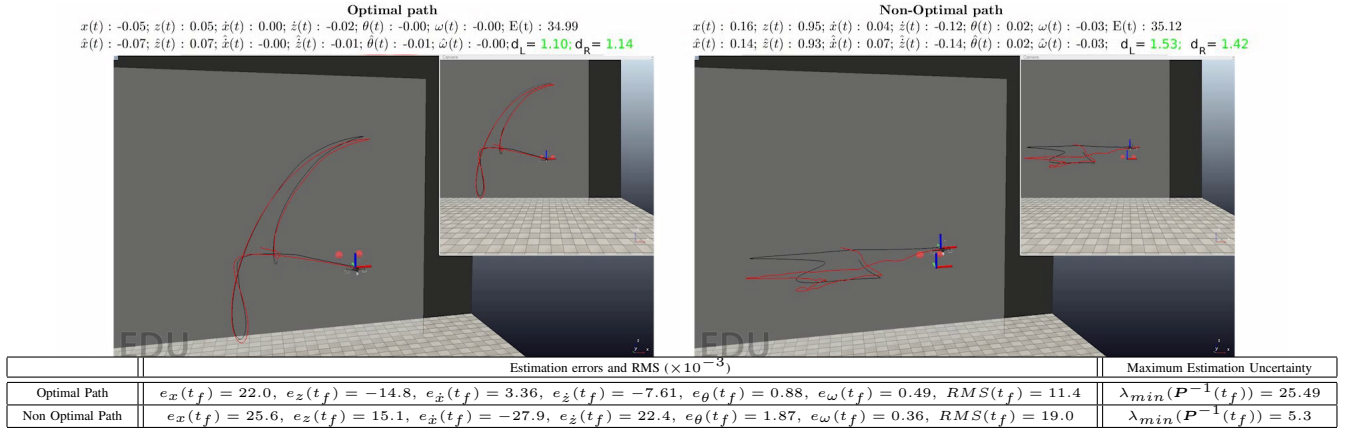 Optimal path
x(t) : -0.05; z(t) : 0.05; ẋ(t) : 0.00; ż(t) : -0.02; θ(t) : -0.00; ω(t) : -0.00; E(t) : 34.99
x̂(t) : -0.07; ẑ(t) : 0.07; ẋ̂(t) : -0.00; ż̂(t) : -0.01; θ̂(t) : -0.01; ω̂(t) : -0.00; d_L = 1.10; d_R = 1.14
Non-Optimal path
x(t) : 0.16; z(t) : 0.95; ẋ(t) : 0.04; ż(t) : -0.12; θ(t) : 0.02; ω(t) : -0.03; E(t) : 35.12
x̂(t) : 0.14; ẑ(t) : 0.93; ẋ̂(t) : 0.07; ż̂(t) : -0.14; θ̂(t) : 0.02; ω̂(t) : -0.03; d_L = 1.53; d_R = 1.42
EDU
EDU
Estimation errors and RMS (×10⁻³) Maximum Estimation Uncertainty
Optimal Path e_x(t_f) = 22.0, e_z(t_f) = −14.8, e_ẋ(t_f) = 3.36, e_ż(t_f) = −7.61, e_θ(t_f) = 0.88, e_ω(t_f) = 0.49, RMS(t_f) = 11.4 λ_min(P⁻¹(t_f)) = 25.49
Non Optimal Path e_x(t_f) = 25.6, e_z(t_f) = 15.1, e_ẋ(t_f) = −27.9, e_ż(t_f) = 22.4, e_θ(t_f) = 1.87, e_ω(t_f) = 0.36, RMS(t_f) = 19.0 λ_min(P⁻¹(t_f)) = 5.3